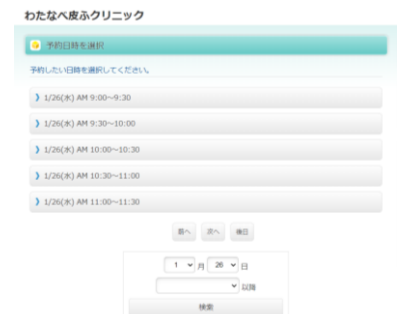 わたなべ皮ふクリニック
予約日時を選択
予約したい日時を選択してください。
1/26(水) AM 9:00～9:30
1/26(水) AM 9:30～10:00
1/26(水) AM 10:00～10:30
1/26(水) AM 10:30～11:00
1/26(水) AM 11:00～11:30
前へ 次へ 後日
1 月 26 日
以降
検索